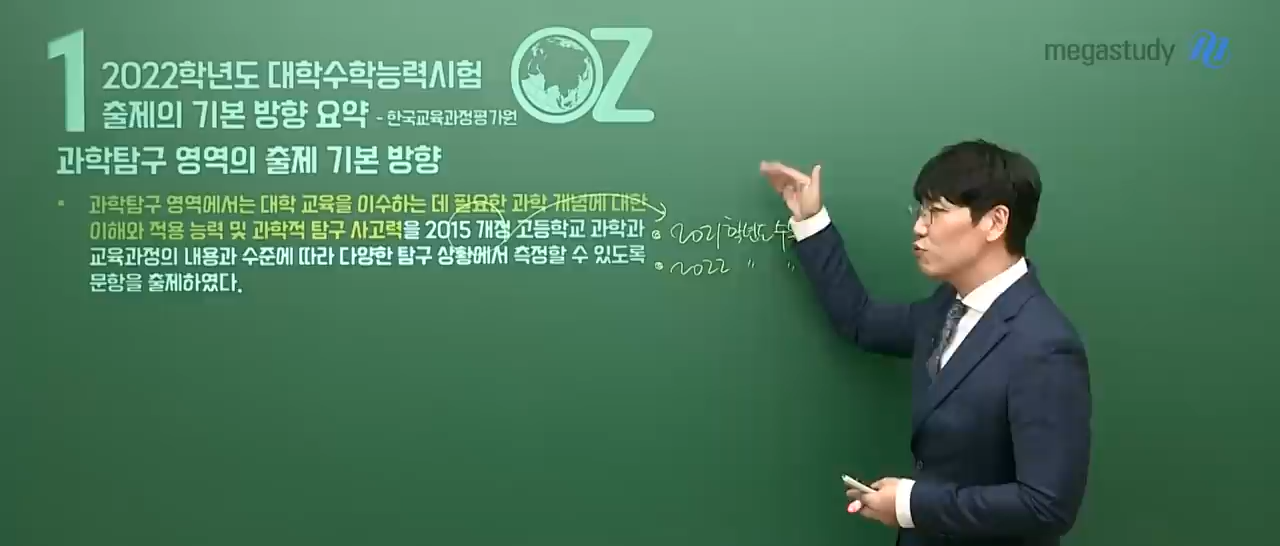 1
2022학년도 대학수학능력시험
출제의 기본 방향 요약 - 한국교육과정평가원
OZ
megastudy
과학탐구 영역의 출제 기본 방향
▪ 과학탐구 영역에서는 대학 교육을 이수하는 데 필요한 과학 개념에 대한
이해와 적용 능력 및 과학적 탐구 사고력을 2015 개정 고등학교 과학과
교육과정의 내용과 수준에 따라 다양한 탐구 상황에서 측정할 수 있도록
문항을 출제하였다.
• 2021학년도 수
• 2022 〃 〃